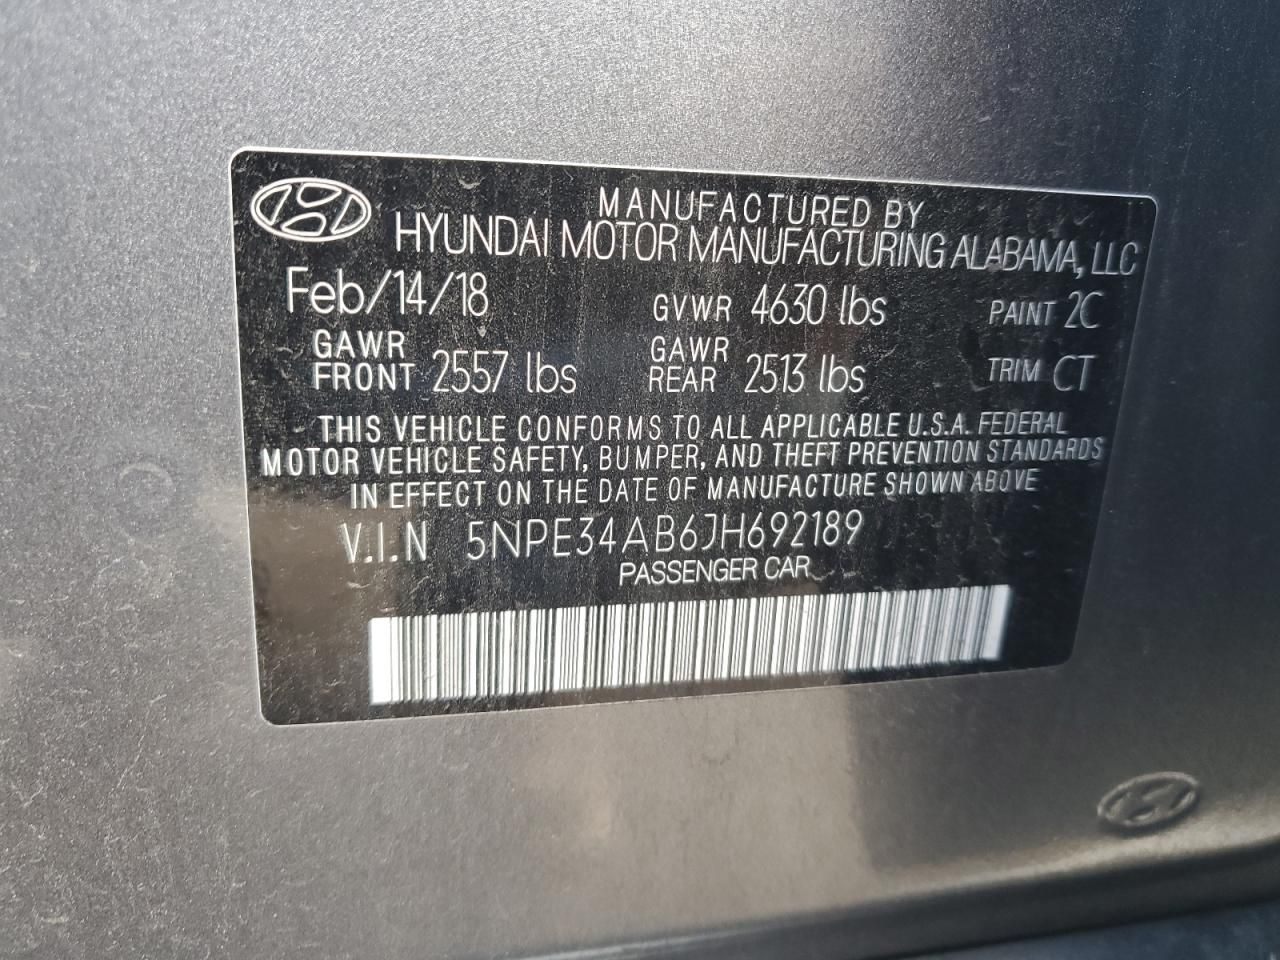 MANUFACTURED BY
HYUNDAI MOTOR MANUFACTURING ALABAMA, LLC
Feb/14/18 GVWR 4630 lbs PAINT 2C
GAWR FRONT 2557 lbs GAWR REAR 2513 lbs TRIM CT
THIS VEHICLE CONFORMS TO ALL APPLICABLE U.S.A. FEDERAL
MOTOR VEHICLE SAFETY, BUMPER, AND THEFT PREVENTION STANDARDS
IN EFFECT ON THE DATE OF MANUFACTURE SHOWN ABOVE
V.I.N 5NPE34AB6JH692189
PASSENGER CAR